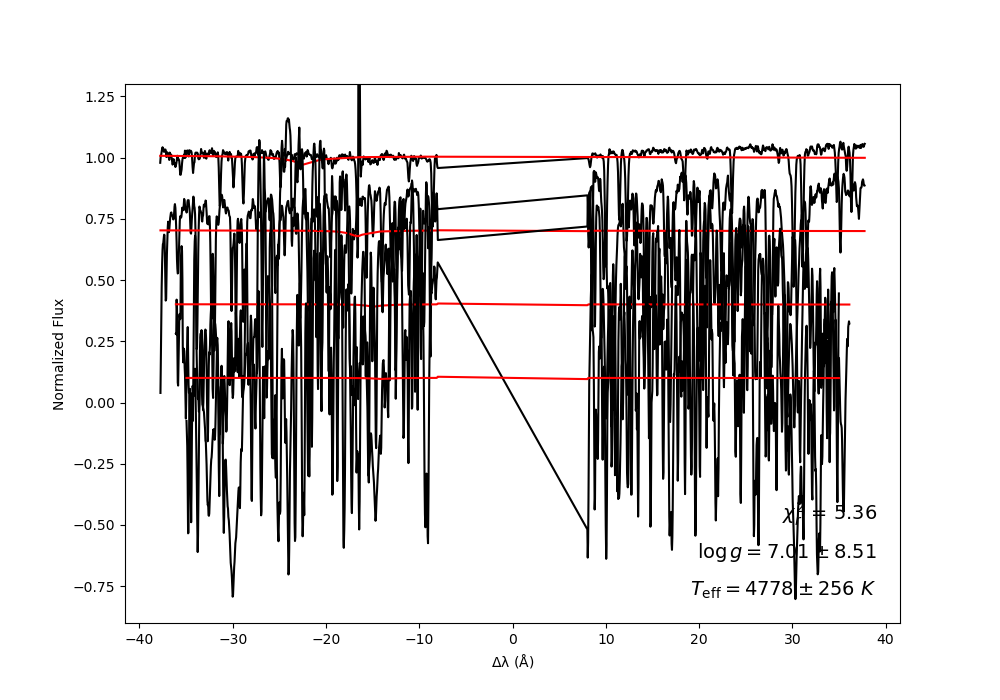 1.25
1.00
0.75
0.50
0.25
0.00
−0.25
−0.50
−0.75
Normalized Flux
χ²ᵣ = 5.36
log g = 7.01 ± 8.51
T_eff = 4778 ± 256 K
−40 −30 −20 −10 0 10 20 30 40
Δλ (Å)